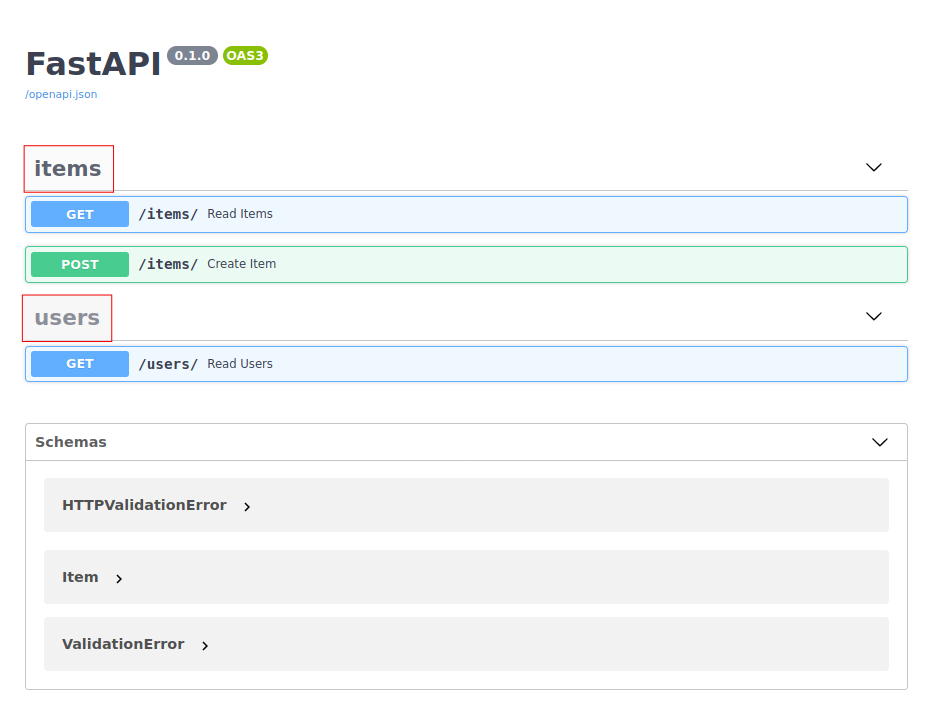 FastAPI 0.1.0 OAS3
/openapi.json
items
GET /items/ Read Items
POST /items/ Create Item
users
GET /users/ Read Users
Schemas
HTTPValidationError
Item
ValidationError